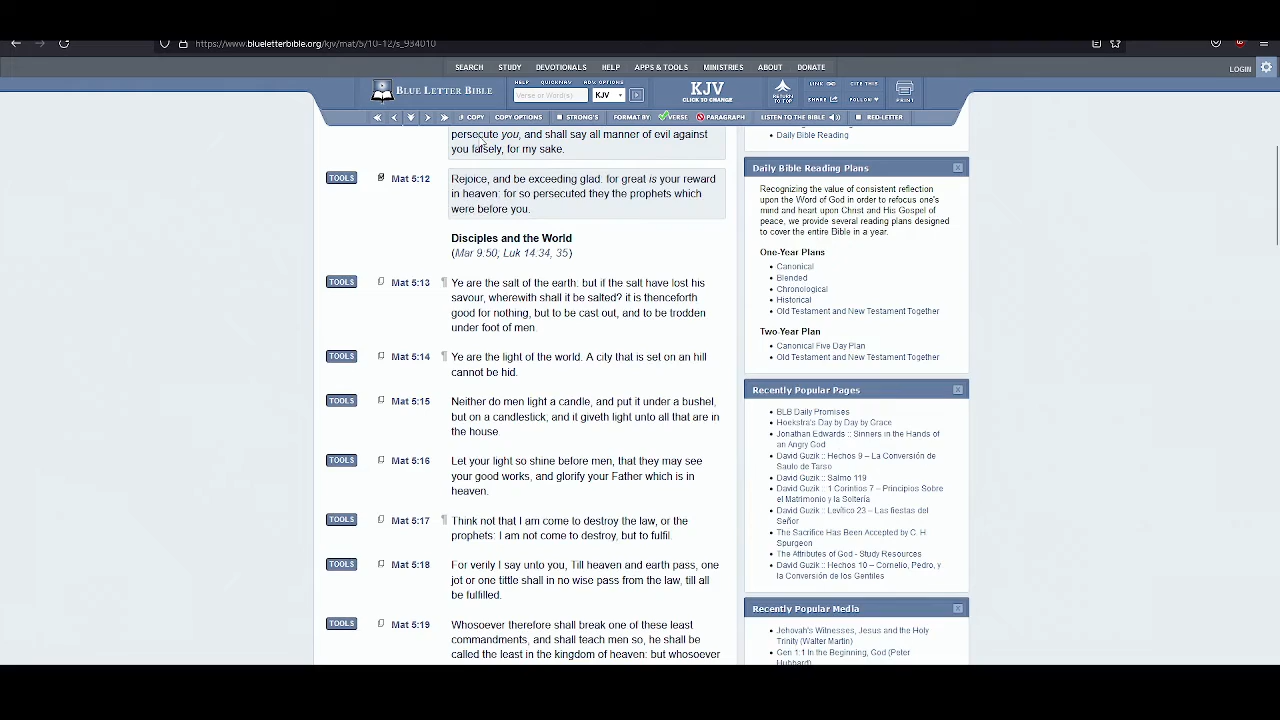 https://www.blueletterbible.org/kjv/mat/5/10-12/s_934010
SEARCH STUDY DEVOTIONALS HELP APPS & TOOLS MINISTRIES ABOUT DONATE
LOGIN
BLUE LETTER BIBLE
HELP QUICKNAV ADV. OPTIONS
Verse or Word(s) KJV
KJV
CLICK TO CHANGE
RETURN TO TOP
LINK
SHARE
CITE THIS
FOLLOW
PRINT
COPY COPY OPTIONS STRONG'S FORMAT BY VERSE PARAGRAPH LISTEN TO THE BIBLE RED-LETTER
persecute you, and shall say all manner of evil against
you falsely, for my sake.
TOOLS Mat 5:12 Rejoice, and be exceeding glad: for great is your reward
in heaven: for so persecuted they the prophets which
were before you.
Disciples and the World
(Mar 9.50; Luk 14.34, 35)
TOOLS Mat 5:13 ¶ Ye are the salt of the earth: but if the salt have lost his
savour, wherewith shall it be salted? it is thenceforth
good for nothing, but to be cast out, and to be trodden
under foot of men.
TOOLS Mat 5:14 ¶ Ye are the light of the world. A city that is set on an hill
cannot be hid.
TOOLS Mat 5:15 Neither do men light a candle, and put it under a bushel,
but on a candlestick; and it giveth light unto all that are in
the house.
TOOLS Mat 5:16 Let your light so shine before men, that they may see
your good works, and glorify your Father which is in
heaven.
TOOLS Mat 5:17 ¶ Think not that I am come to destroy the law, or the
prophets: I am not come to destroy, but to fulfil.
TOOLS Mat 5:18 For verily I say unto you, Till heaven and earth pass, one
jot or one tittle shall in no wise pass from the law, till all
be fulfilled.
TOOLS Mat 5:19 Whosoever therefore shall break one of these least
commandments, and shall teach men so, he shall be
called the least in the kingdom of heaven: but whosoever
Daily Bible Reading
Daily Bible Reading Plans
Recognizing the value of consistent reflection
upon the Word of God in order to refocus one's
mind and heart upon Christ and His Gospel of
peace, we provide several reading plans designed
to cover the entire Bible in a year.
One-Year Plans
Canonical
Blended
Chronological
Historical
Old Testament and New Testament Together
Two-Year Plan
Canonical Five Day Plan
Old Testament and New Testament Together
Recently Popular Pages
BLB Daily Promises
Hoekstra's Day by Day by Grace
Jonathan Edwards :: Sinners in the Hands of
an Angry God
David Guzik :: Hechos 9 – La Conversión de
Saulo de Tarso
David Guzik :: Salmo 119
David Guzik :: 1 Corintios 7 – Principios Sobre
el Matrimonio y la Soltería
David Guzik :: Levítico 23 – Las fiestas del
Señor
The Sacrifice Has Been Accepted by C. H.
Spurgeon
The Attributes of God - Study Resources
David Guzik :: Hechos 10 – Cornelio, Pedro, y
la Conversión de los Gentiles
Recently Popular Media
Jehovah's Witnesses, Jesus and the Holy
Trinity (Walter Martin)
Gen 1:1 In the Beginning, God (Peter
Hubbard)